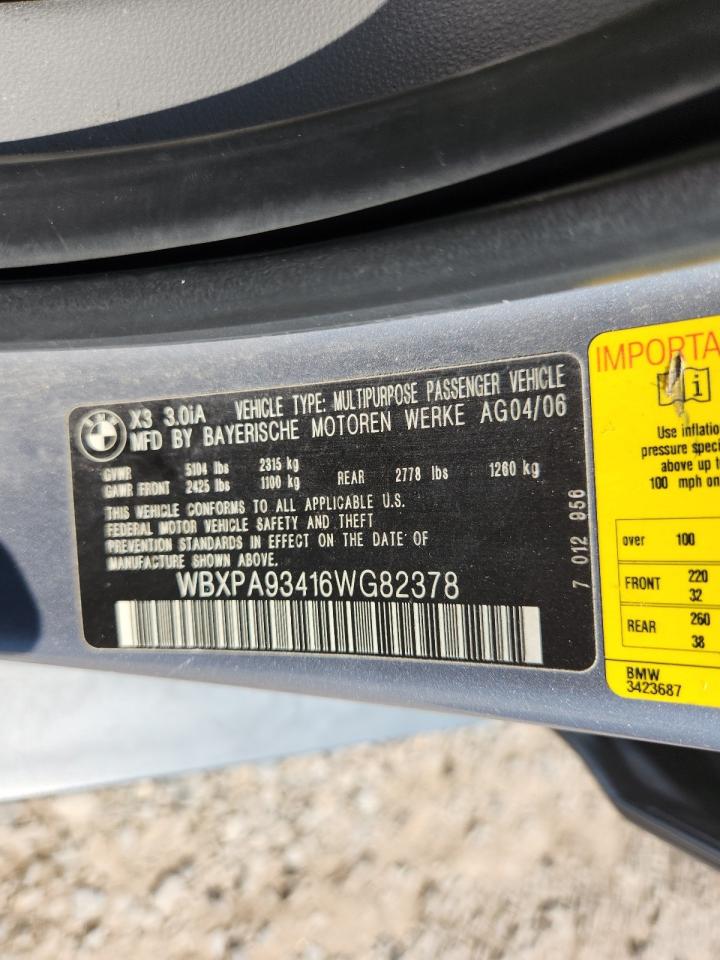 BMW
X3 3.0iA VEHICLE TYPE: MULTIPURPOSE PASSENGER VEHICLE
MFD BY BAYERISCHE MOTOREN WERKE AG04/06
GVWR 5104 lbs 2315 kg
GAWR FRONT 2425 lbs 1100 kg REAR 2778 lbs 1260 kg
THIS VEHICLE CONFORMS TO ALL APPLICABLE U.S.
FEDERAL MOTOR VEHICLE SAFETY AND THEFT
PREVENTION STANDARDS IN EFFECT ON THE DATE OF
MANUFACTURE SHOWN ABOVE.
WBXPA93416WG82378
7 012 956
IMPORTA
i
Use inflatio
pressure speci
above up t
100 mph on
over 100
FRONT 220
32
REAR 260
38
BMW
3423687